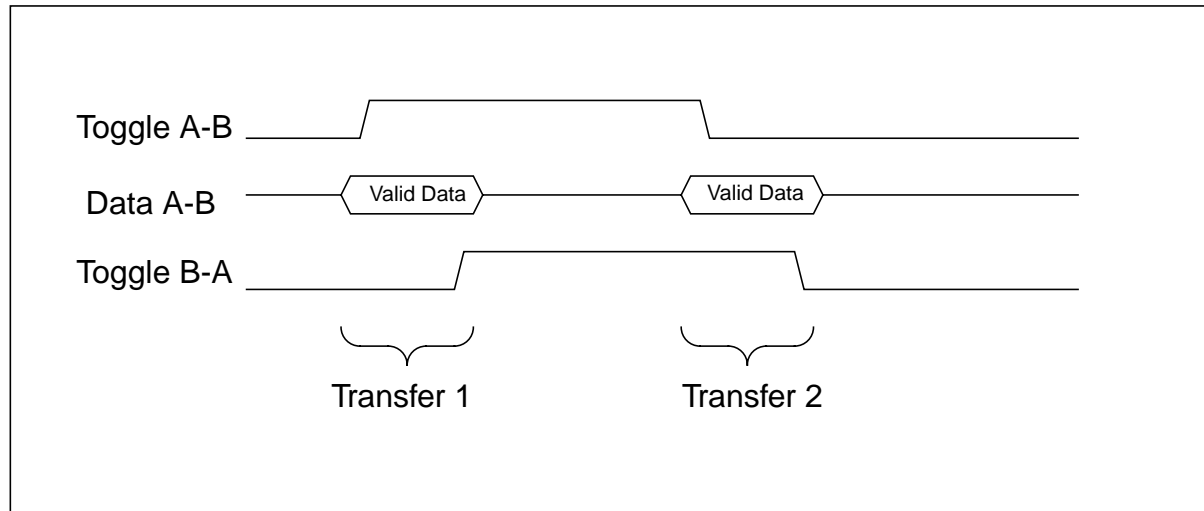 Toggle A-B
Data A-B
Valid Data
Valid Data
Toggle B-A
Transfer 1
Transfer 2